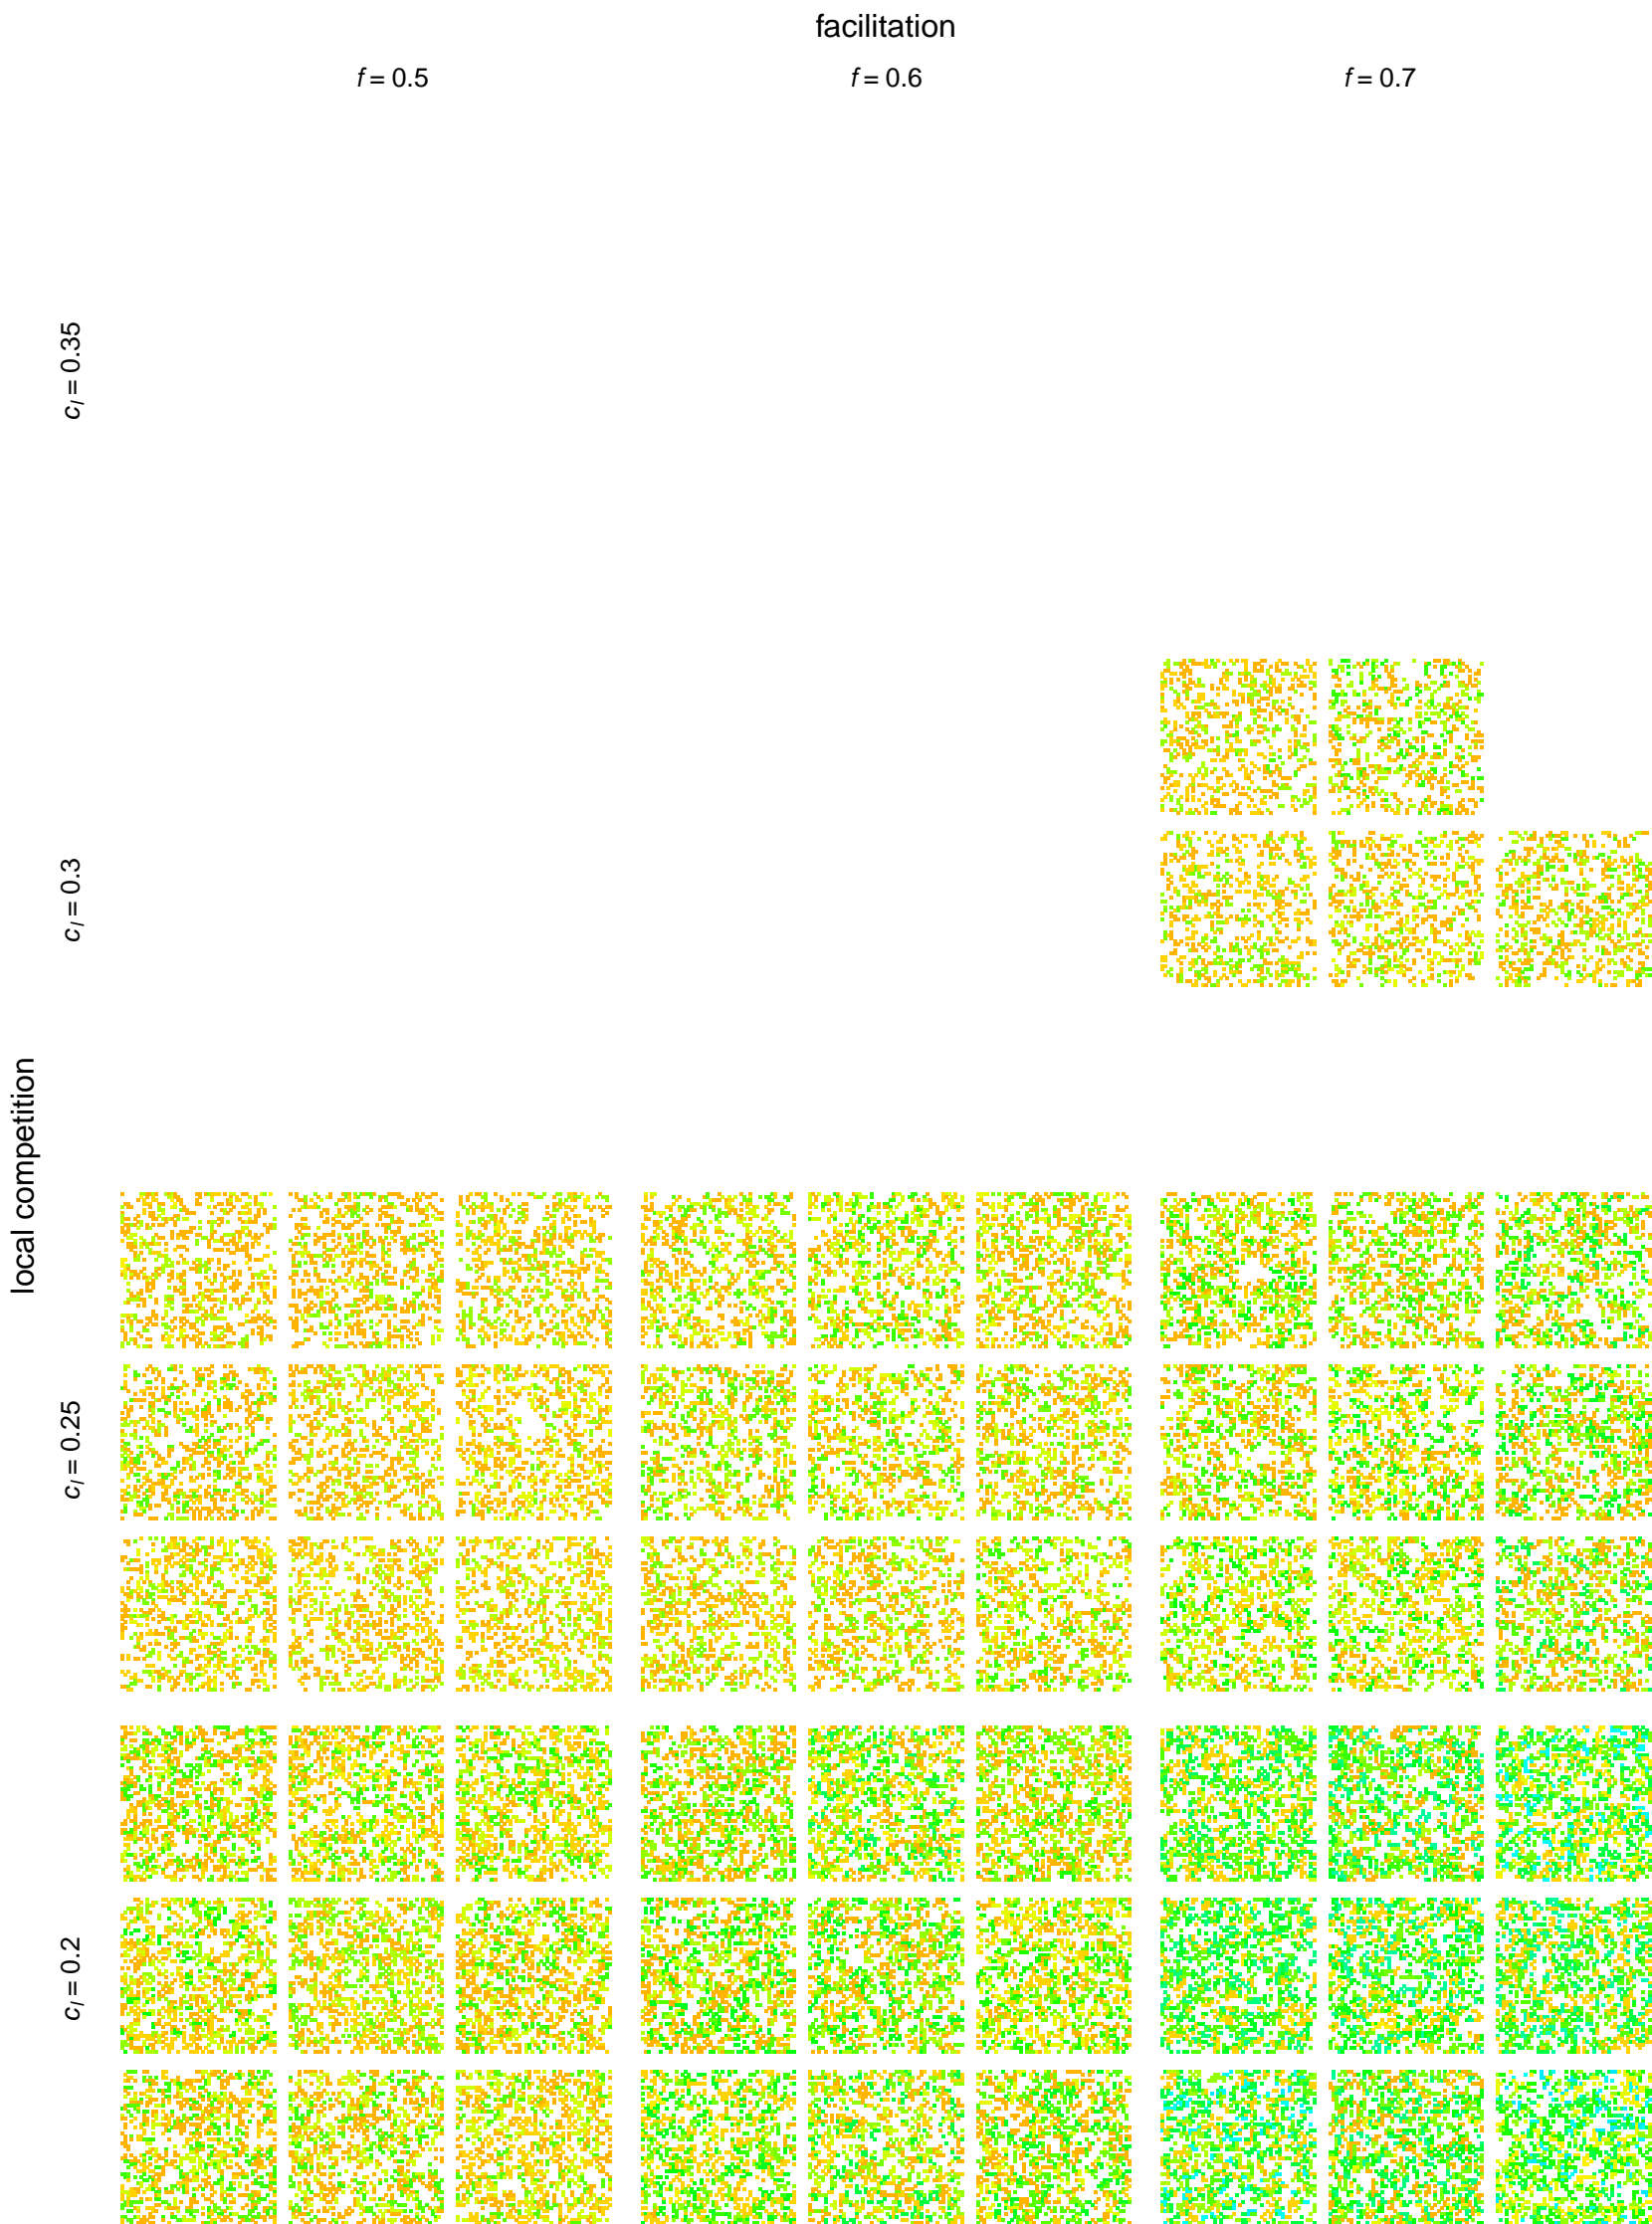 facilitation
f = 0.5
f = 0.6
f = 0.7
local competition
c_l = 0.35
c_l = 0.3
c_l = 0.25
c_l = 0.2